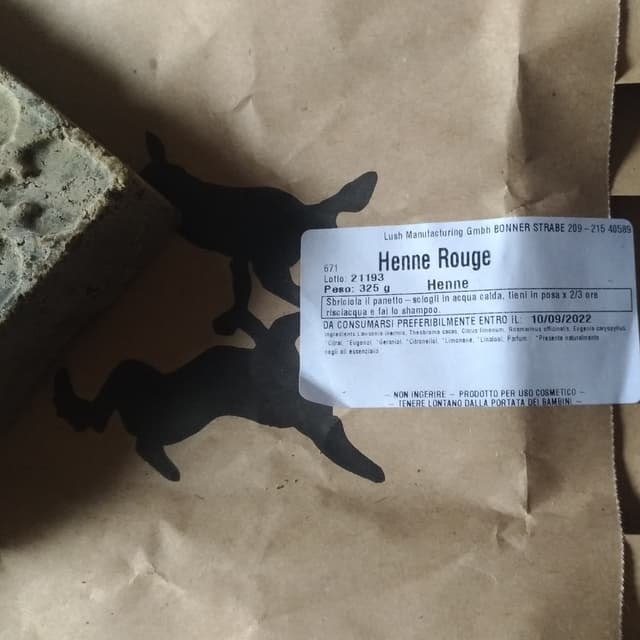 Lush Manufacturing Gmbh BONNER STRABE 209 - 215 40589
671
Henne Rouge
Lotto: 21193
Henne
Peso: 325 g
Sbriciola il panetto - sciogli in acqua calda, tieni in posa x 2/3 ore
risciacqua e fai lo shampoo.
DA CONSUMARSI PREFERIBILMENTE ENTRO IL: 10/09/2022
Ingredienti Lawsonia inermis, Theobroma cacao, Citrus limonum, Rosmarinus officinalis, Eugenia caryophyllus,
*Citral, *Eugenol, *Geraniol, *Citronellol, *Limonene, *Linalool, Parfum. *Presente naturalmente
negli oli essenziali
- NON INGERIRE - PRODOTTO PER USO COSMETICO -
- TENERE LONTANO DALLA PORTATA DEI BAMBINI -